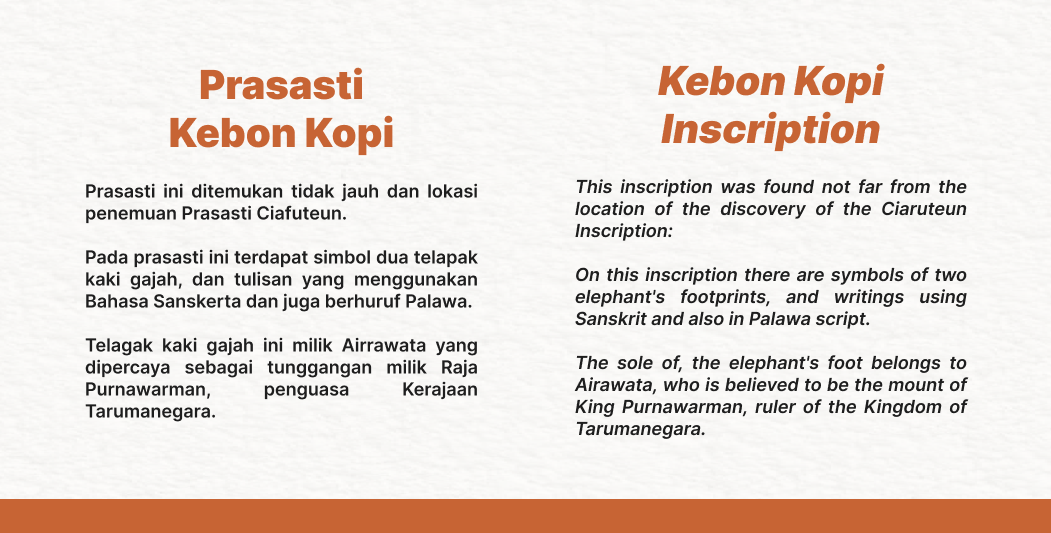 Prasasti
Kebon Kopi
Prasasti ini ditemukan tidak jauh dan lokasi
penemuan Prasasti Ciafuteun.
Pada prasasti ini terdapat simbol dua telapak
kaki gajah, dan tulisan yang menggunakan
Bahasa Sanskerta dan juga berhuruf Palawa.
Telagak kaki gajah ini milik Airrawata yang
dipercaya sebagai tunggangan milik Raja
Purnawarman, penguasa Kerajaan
Tarumanegara.
Kebon Kopi
Inscription
This inscription was found not far from the
location of the discovery of the Ciaruteun
Inscription:
On this inscription there are symbols of two
elephant's footprints, and writings using
Sanskrit and also in Palawa script.
The sole of, the elephant's foot belongs to
Airawata, who is believed to be the mount of
King Purnawarman, ruler of the Kingdom of
Tarumanegara.